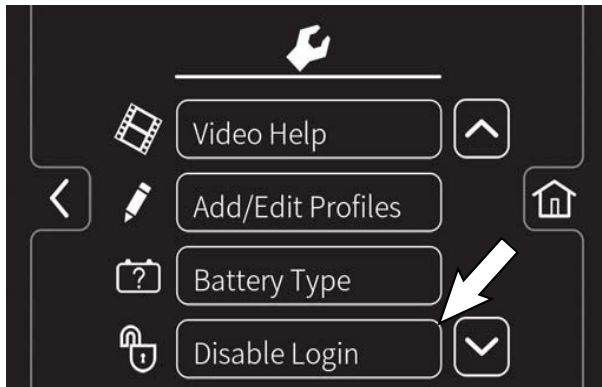 Video Help
Add/Edit Profiles
?
Battery Type
Disable Login